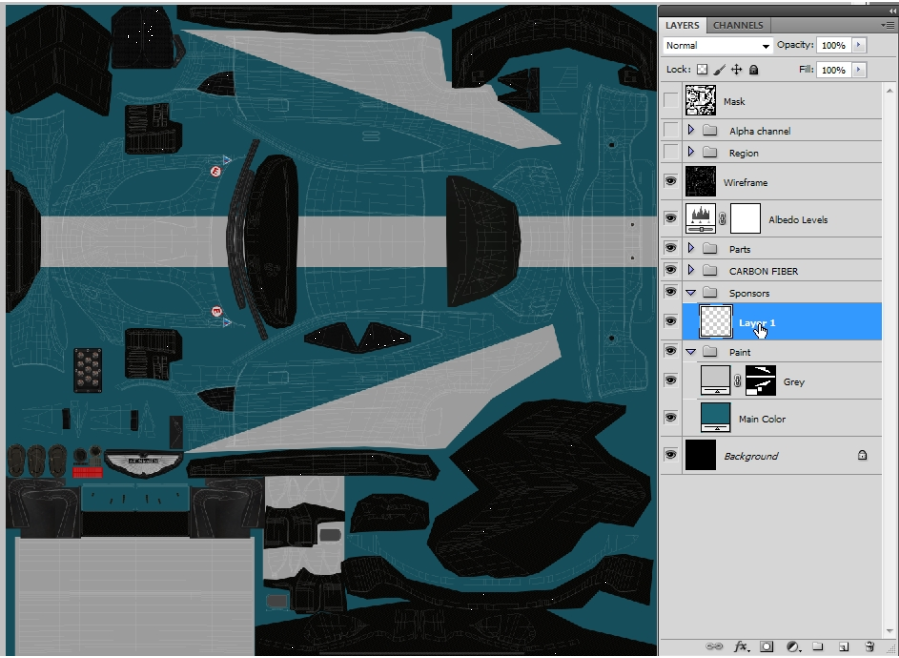 LAYERS CHANNELS
Normal Opacity: 100%
Lock: Fill: 100%
Mask
Alpha channel
Region
Wireframe
Albedo Levels
Parts
CARBON FIBER
Sponsors
Layer 1
Paint
Grey
Main Color
Background
E
E